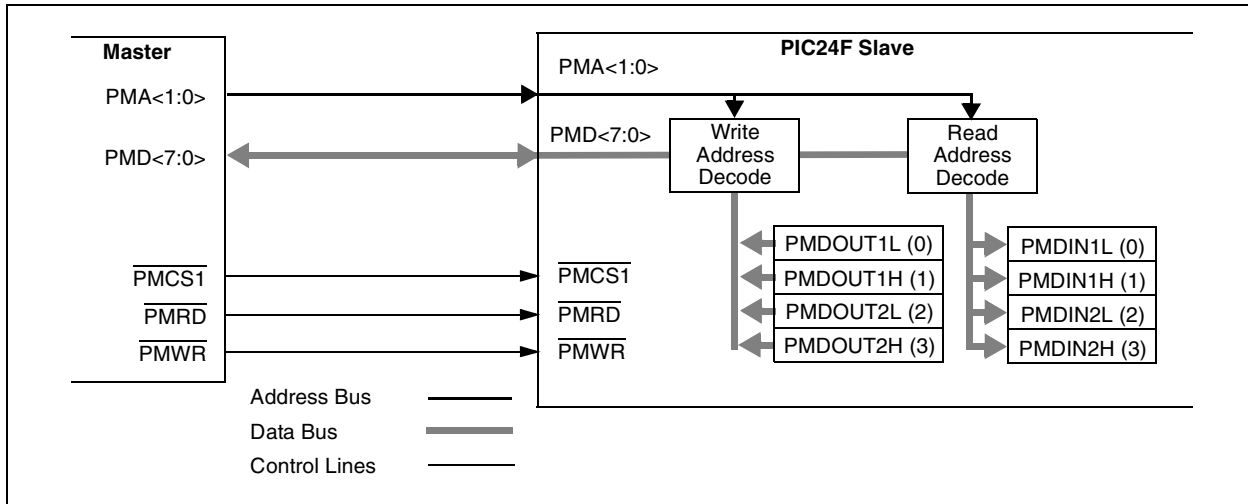 Master
PMA<1:0>
PMD<7:0>
PMCS1
PMRD
PMWR
PIC24F Slave
PMA<1:0>
PMD<7:0>
Write
Address
Decode
Read
Address
Decode
PMDOUT1L (0)
PMDOUT1H (1)
PMDOUT2L (2)
PMDOUT2H (3)
PMDIN1L (0)
PMDIN1H (1)
PMDIN2L (2)
PMDIN2H (3)
PMCS1
PMRD
PMWR
Address Bus
Data Bus
Control Lines